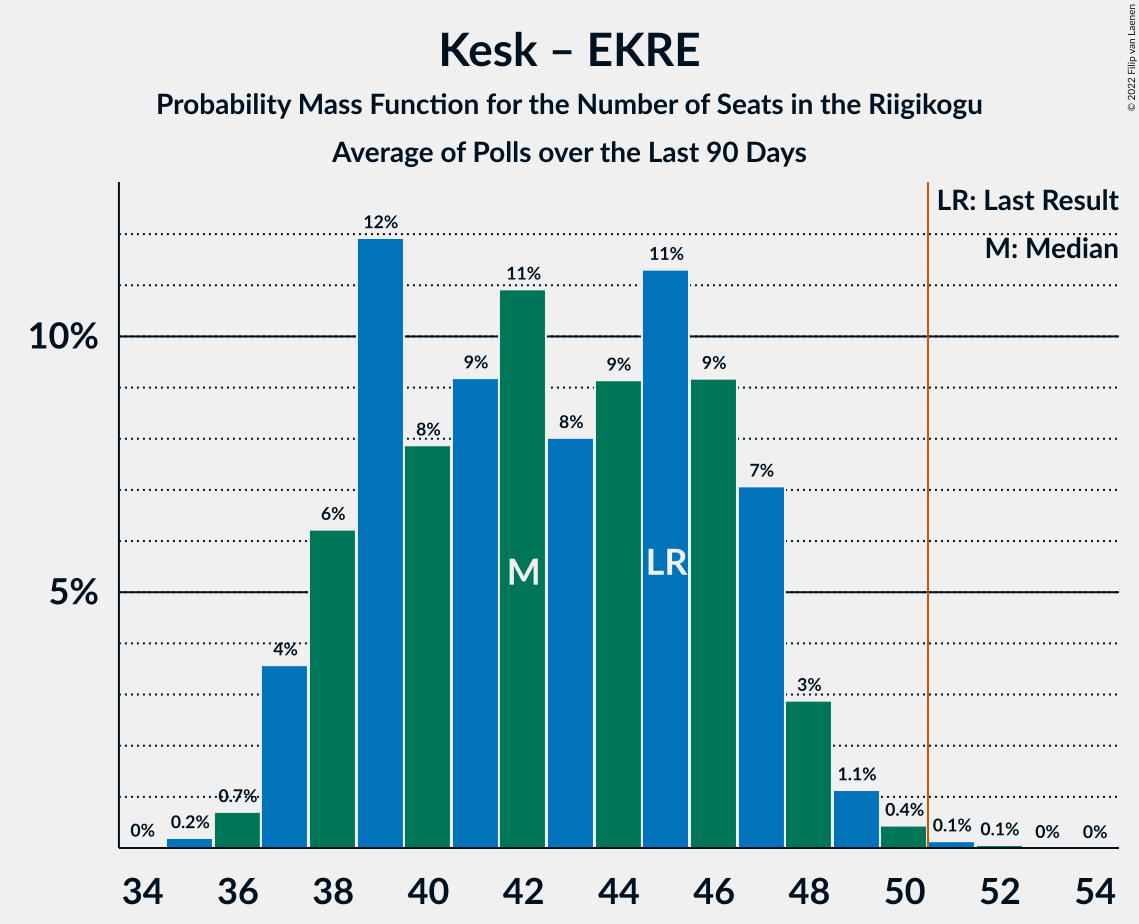 Kesk – EKRE
Probability Mass Function for the Number of Seats in the Riigikogu
Average of Polls over the Last 90 Days
© 2022 Filip van Laenen
LR: Last Result
M: Median
10%
5%
0%
0.2%
0.7%
4%
6%
12%
8%
9%
11%
8%
9%
11%
9%
7%
3%
1.1%
0.4%
0.1%
0.1%
0%
0%
M
LR
34 36 38 40 42 44 46 48 50 52 54